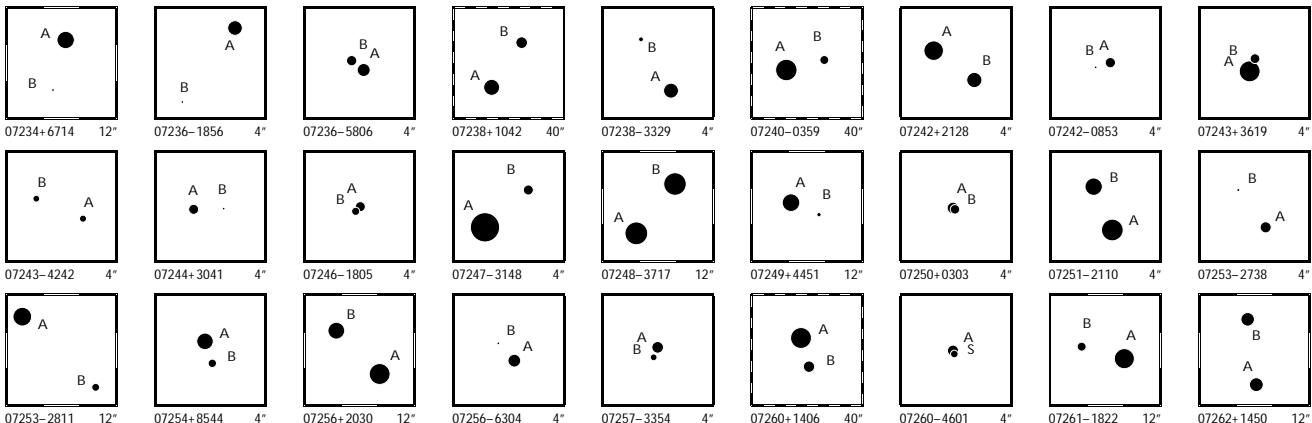 A
B
07234+6714 12"
A
B
07236−1856 4"
B
A
07236−5806 4"
B
A
07238+1042 40"
B
A
07238−3329 4"
A
B
07240−0359 40"
A
B
07242+2128 4"
B A
07242−0853 4"
B
A
07243+3619 4"
B
A
07243−4242 4"
A B
07244+3041 4"
A
B
07246−1805 4"
B
A
07247−3148 4"
B
A
07248−3717 12"
A
B
07249+4451 12"
A
B
07250+0303 4"
B
A
07251−2110 4"
B
A
07253−2738 4"
A
B
07253−2811 12"
A
B
07254+8544 4"
B
A
07256+2030 12"
B
A
07256−6304 4"
A
B
07257−3354 4"
A
B
07260+1406 40"
A
S
07260−4601 4"
B
A
07261−1822 12"
B
A
07262+1450 12"